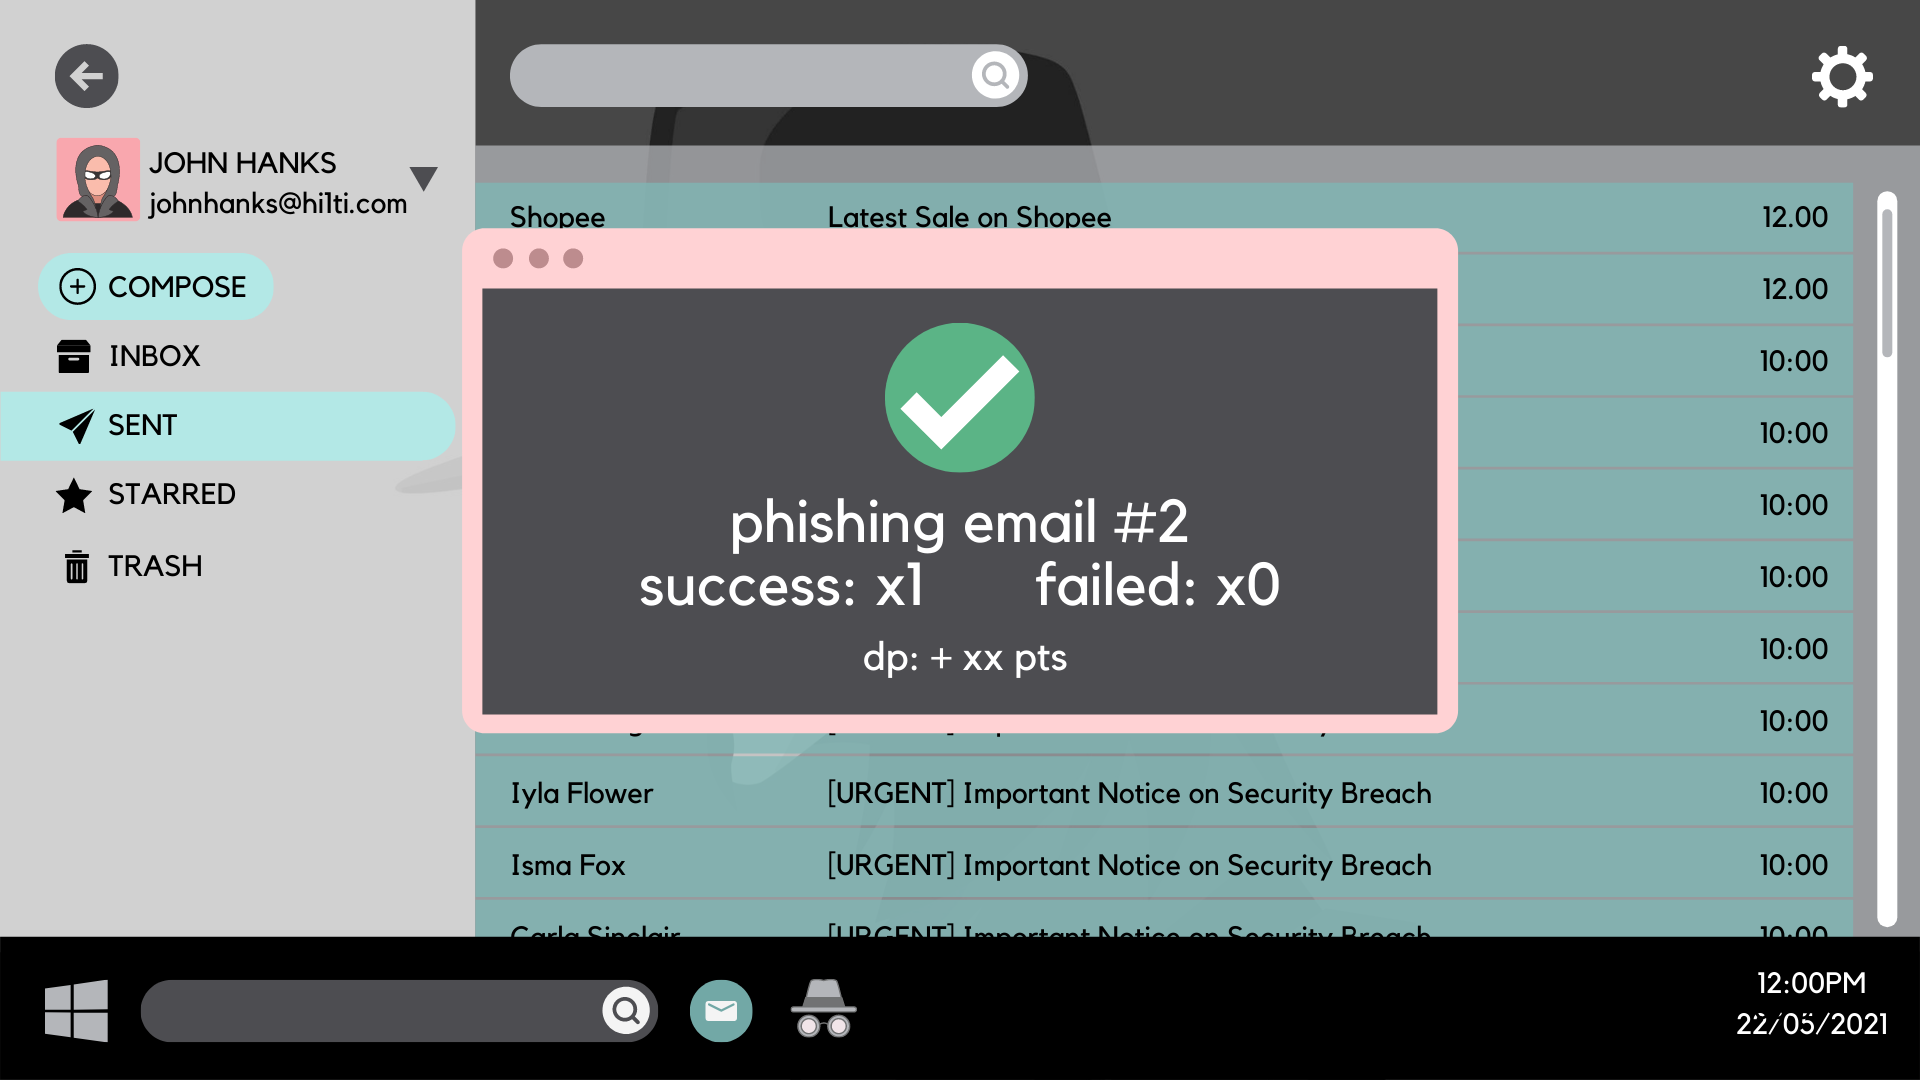 JOHN HANKS
johnhanks@hi1ti.com
COMPOSE
INBOX
SENT
STARRED
TRASH
Shopee Latest Sale on Shopee 12.00
12.00
10:00
10:00
10:00
10:00
10:00
10:00
phishing email #2
success: x1 failed: x0
dp: + xx pts
Iyla Flower [URGENT] Important Notice on Security Breach 10:00
Isma Fox [URGENT] Important Notice on Security Breach 10:00
Carla Sinclair [URGENT] Important Notice on Security Breach 10:00
12:00PM
22/05/2021